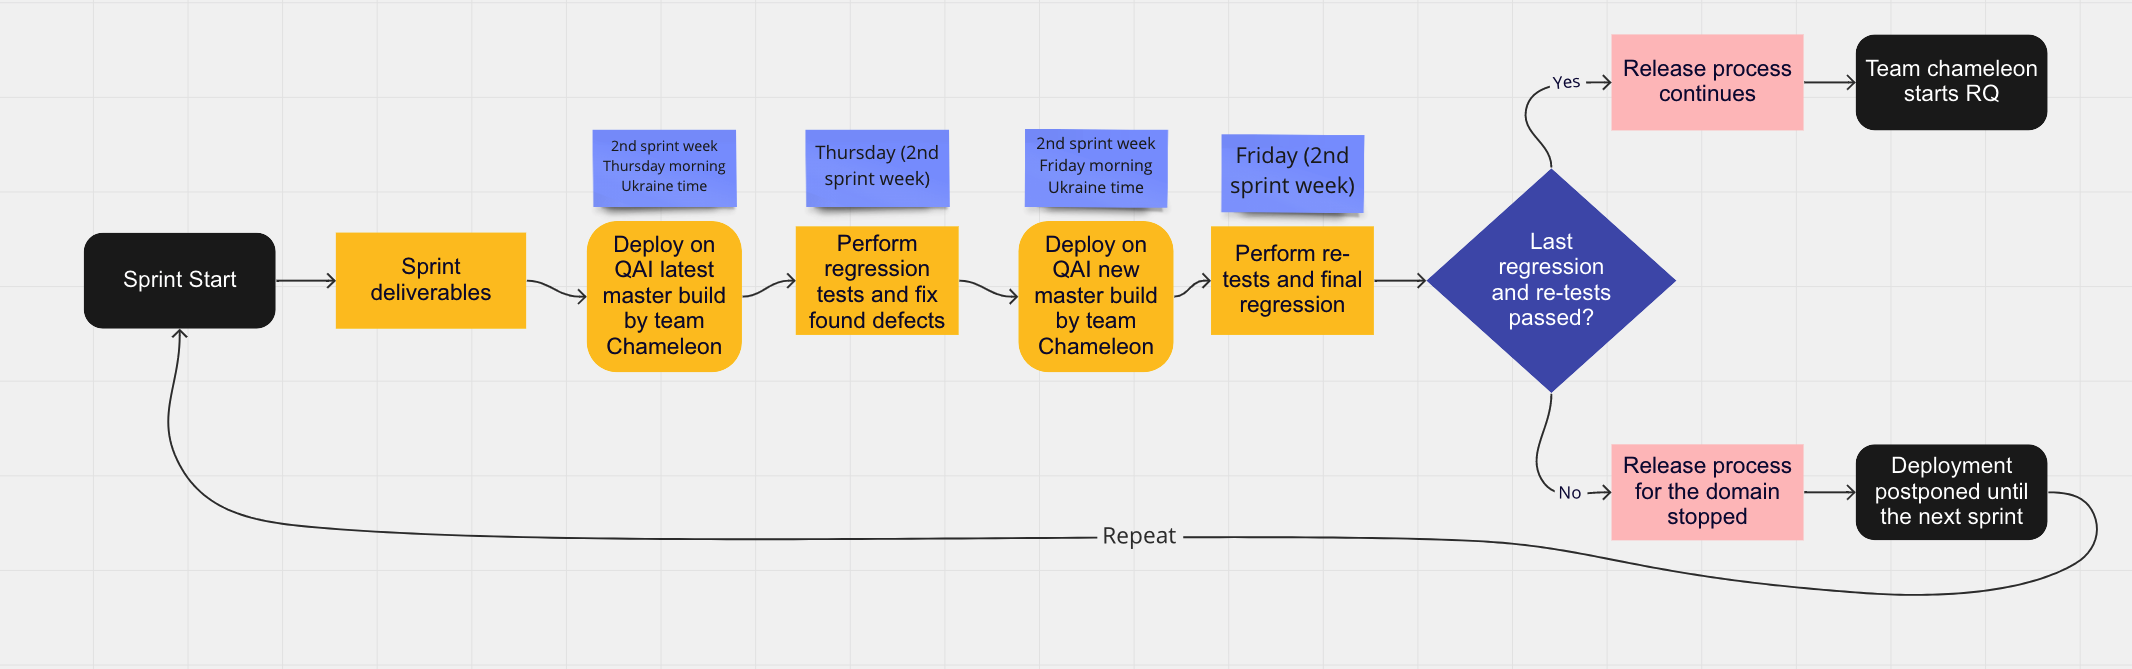 Sprint Start
Sprint
deliverables
2nd sprint week
Thursday morning
Ukraine time
Deploy on
QAI latest
master build
by team
Chameleon
Thursday (2nd
sprint week)
Perform
regression
tests and fix
found defects
2nd sprint week
Friday morning
Ukraine time
Deploy on
QAI new
master build
by team
Chameleon
Friday (2nd
sprint week)
Perform re-
tests and final
regression
Last
regression
and re-tests
passed?
Yes
Release process
continues
Team chameleon
starts RQ
No
Release process
for the domain
stopped
Deployment
postponed until
the next sprint
Repeat